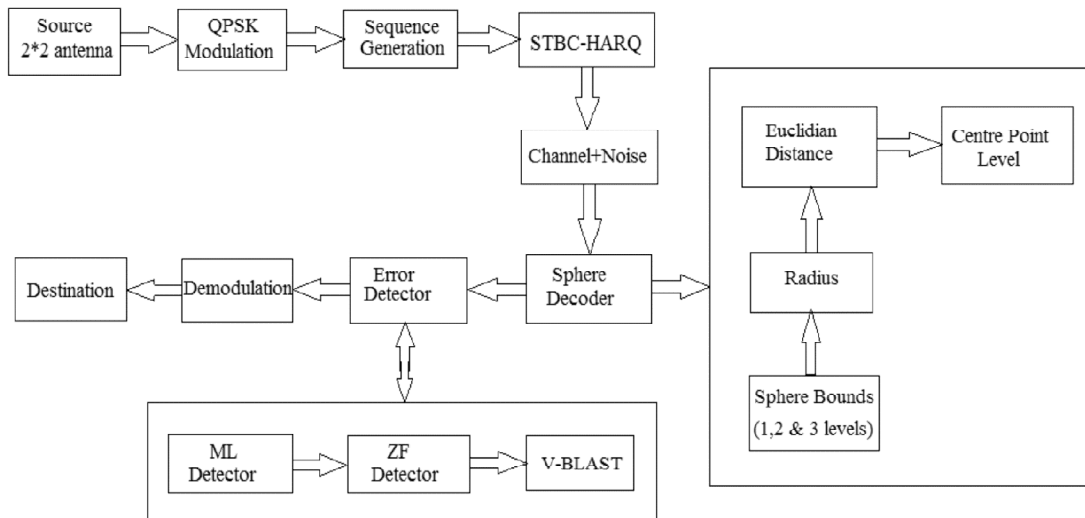 Source
2*2 antenna
QPSK
Modulation
Sequence
Generation
STBC-HARQ
Channel+Noise
Euclidian
Distance
Centre Point
Level
Destination
Demodulation
Error
Detector
Sphere
Decoder
Radius
Sphere Bounds
(1,2 & 3 levels)
ML
Detector
ZF
Detector
V-BLAST